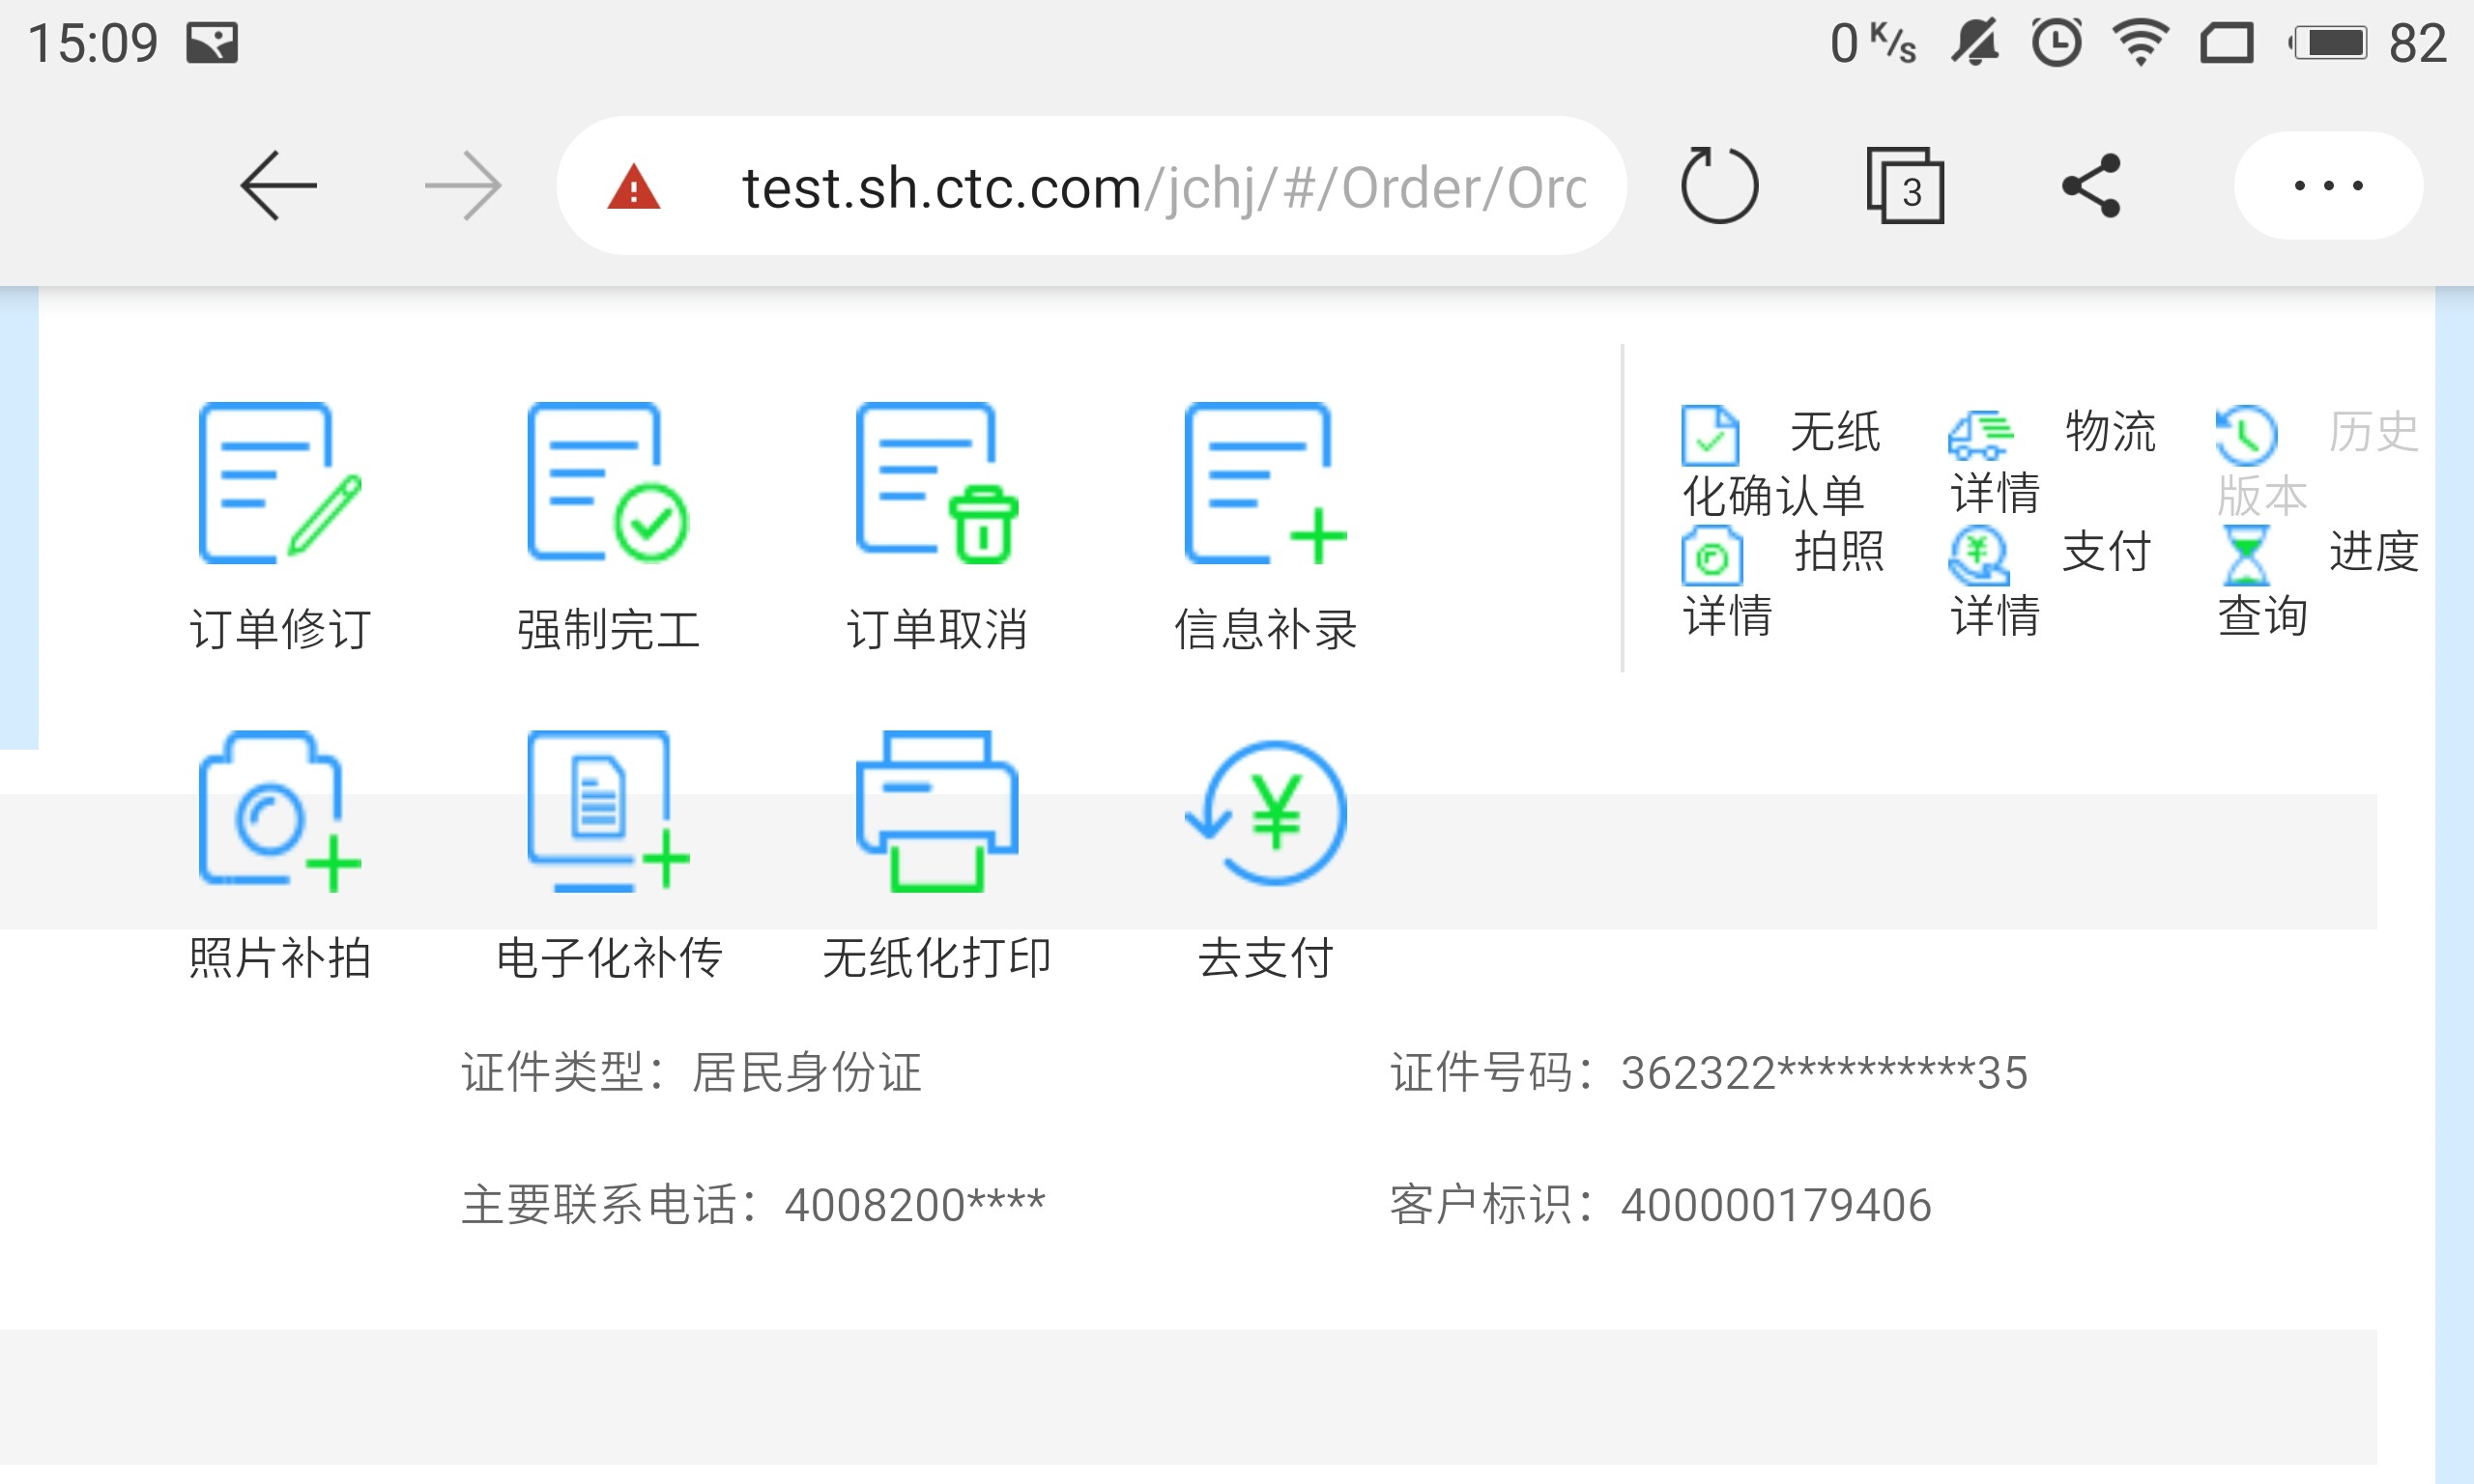 15:09
0 K/s
82
test.sh.ctc.com/jchj/#/Order/Orc
3
订单修订
强制完工
订单取消
信息补录
无纸
化确认单
物流
详情
历史
版本
拍照
详情
支付
详情
进度
查询
照片补拍
电子化补传
无纸化打印
去支付
证件类型：居民身份证
证件号码：362322**********35
主要联系电话：4008200****
客户标识：400000179406